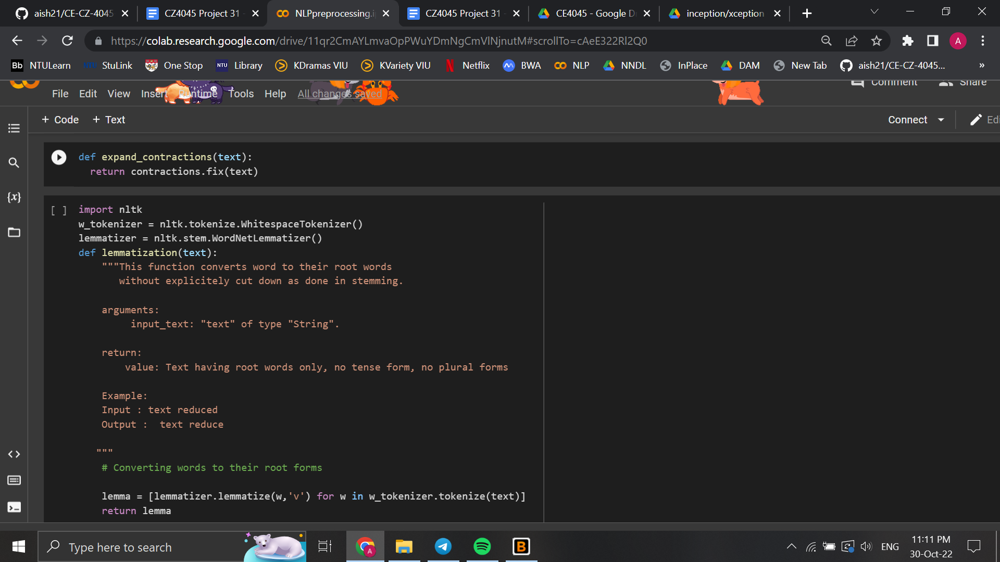 aish21/CE-CZ-4045
CZ4045 Project 31 -
NLPpreprocessing.i
CZ4045 Project 31 -
CE4045 - Google D
inception/xception
https://colab.research.google.com/drive/11qr2CmAYLmvaOpPWuYDmNgCmVlNjnutM#scrollTo=cAeE322Rl2Q0
A
Bb NTULearn
StuLink
One Stop
NTU Library
KDramas VIU
KVariety VIU
Netflix
BWA
NLP
NNDL
InPlace
DAM
New Tab
aish21/CE-CZ-4045...
»
File Edit View Insert Runtime Tools Help All changes saved
Comment Share
+ Code + Text
Connect
Edi
{x}
def expand_contractions(text):
return contractions.fix(text)
[ ] import nltk
w_tokenizer = nltk.tokenize.WhitespaceTokenizer()
lemmatizer = nltk.stem.WordNetLemmatizer()
def lemmatization(text):
"""This function converts word to their root words
without explicitely cut down as done in stemming.
arguments:
input_text: "text" of type "String".
return:
value: Text having root words only, no tense form, no plural forms
Example:
Input : text reduced
Output :  text reduce
"""
# Converting words to their root forms
lemma = [lemmatizer.lemmatize(w,'v') for w in w_tokenizer.tokenize(text)]
return lemma
Type here to search
A
B
ENG
11:11 PM
30-Oct-22